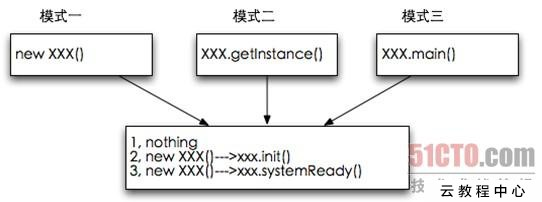 模式一 模式二 模式三
new XXX() XXX.getInstance() XXX.main()
1, nothing
2, new XXX()--->xxx.init()
3, new XXX()--->xxx.systemReady()
51CTO.com
云教程中心